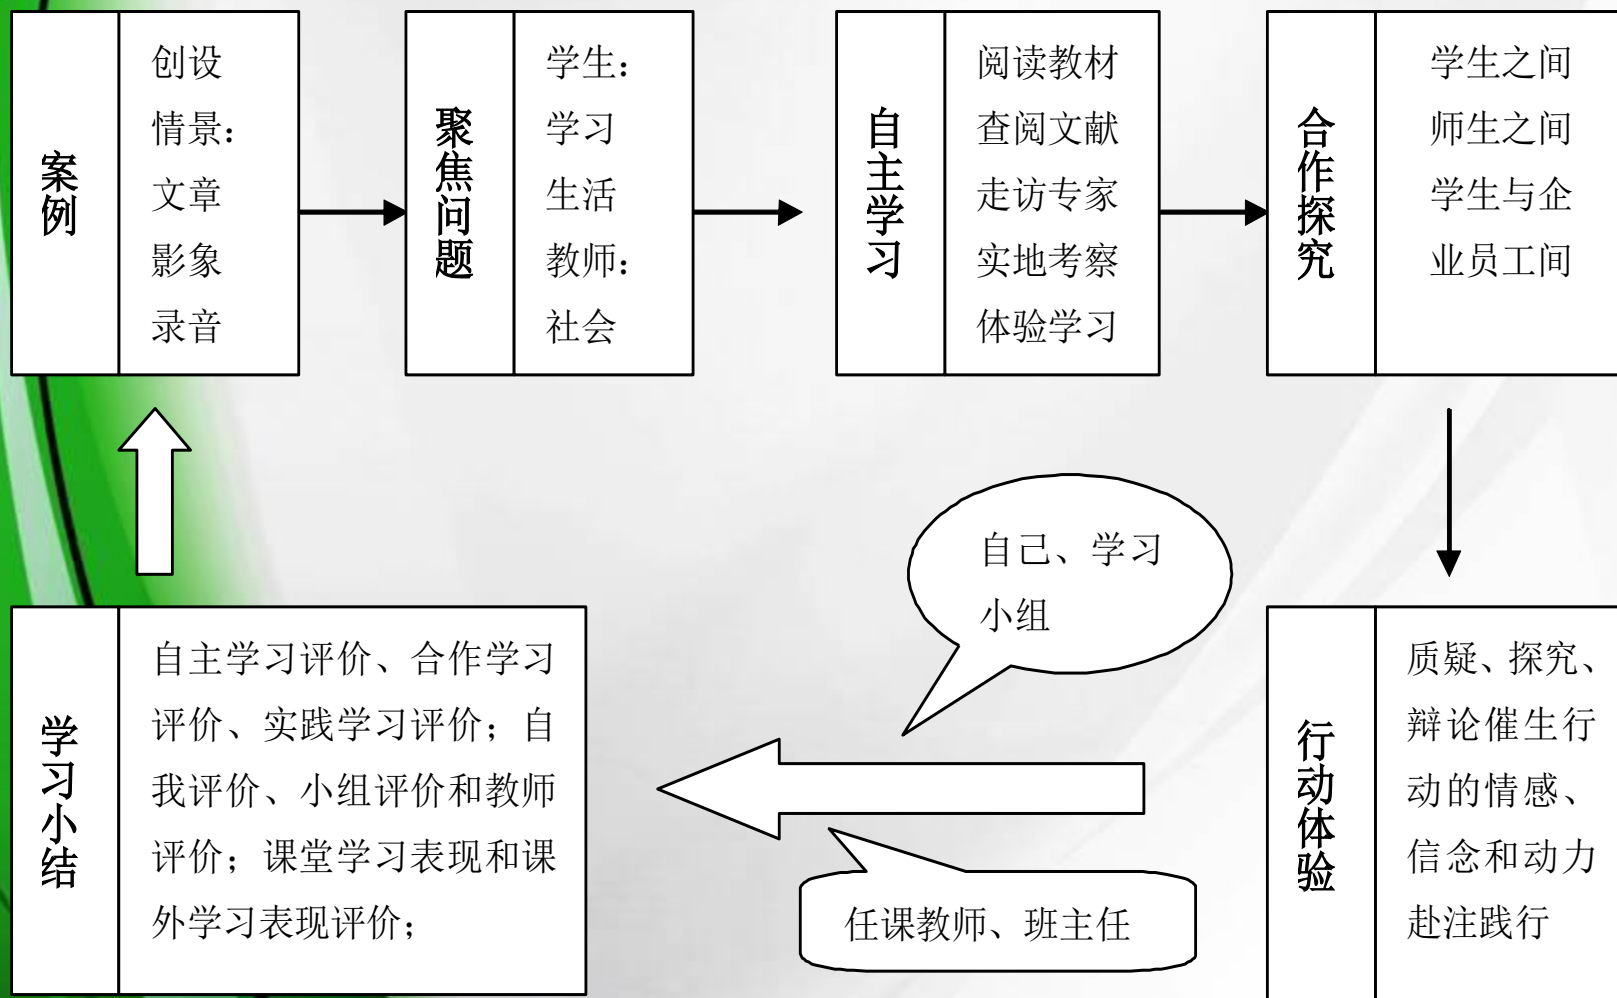 案例
创设
情景：
文章
影象
录音
聚焦问题
学生：
学习
生活
教师：
社会
自主学习
阅读教材
查阅文献
走访专家
实地考察
体验学习
合作探究
学生之间
师生之间
学生与企
业员工间
行动体验
质疑、探究、
辩论催生行
动的情感、
信念和动力
赴注践行
自己、学习
小组
任课教师、班主任
学习小结
自主学习评价、合作学习
评价、实践学习评价；自
我评价、小组评价和教师
评价；课堂学习表现和课
外学习表现评价；